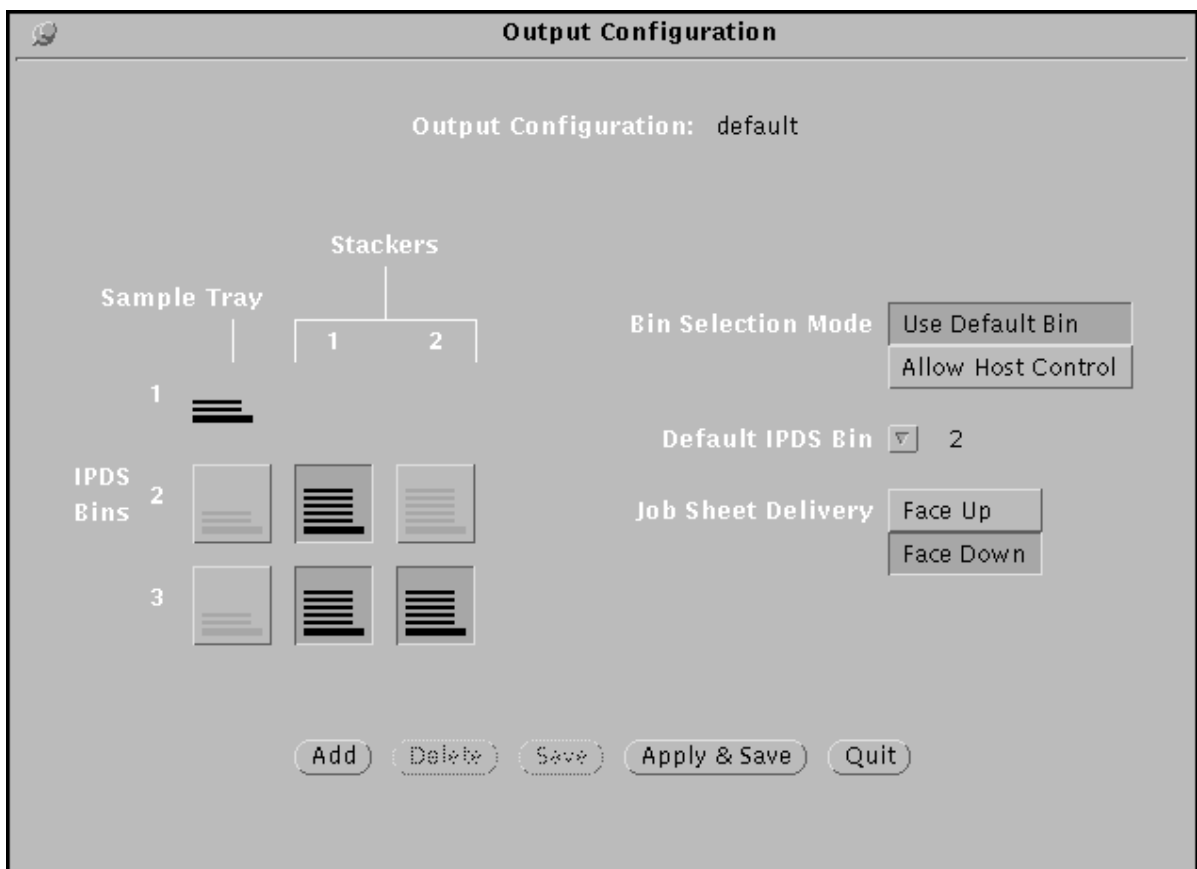 Output Configuration
Output Configuration: default
Stackers
Sample Tray
1 2
1
IPDS Bins
2
3
Bin Selection Mode Use Default Bin
Allow Host Control
Default IPDS Bin 2
Job Sheet Delivery Face Up
Face Down
Add Delete Save Apply & Save Quit